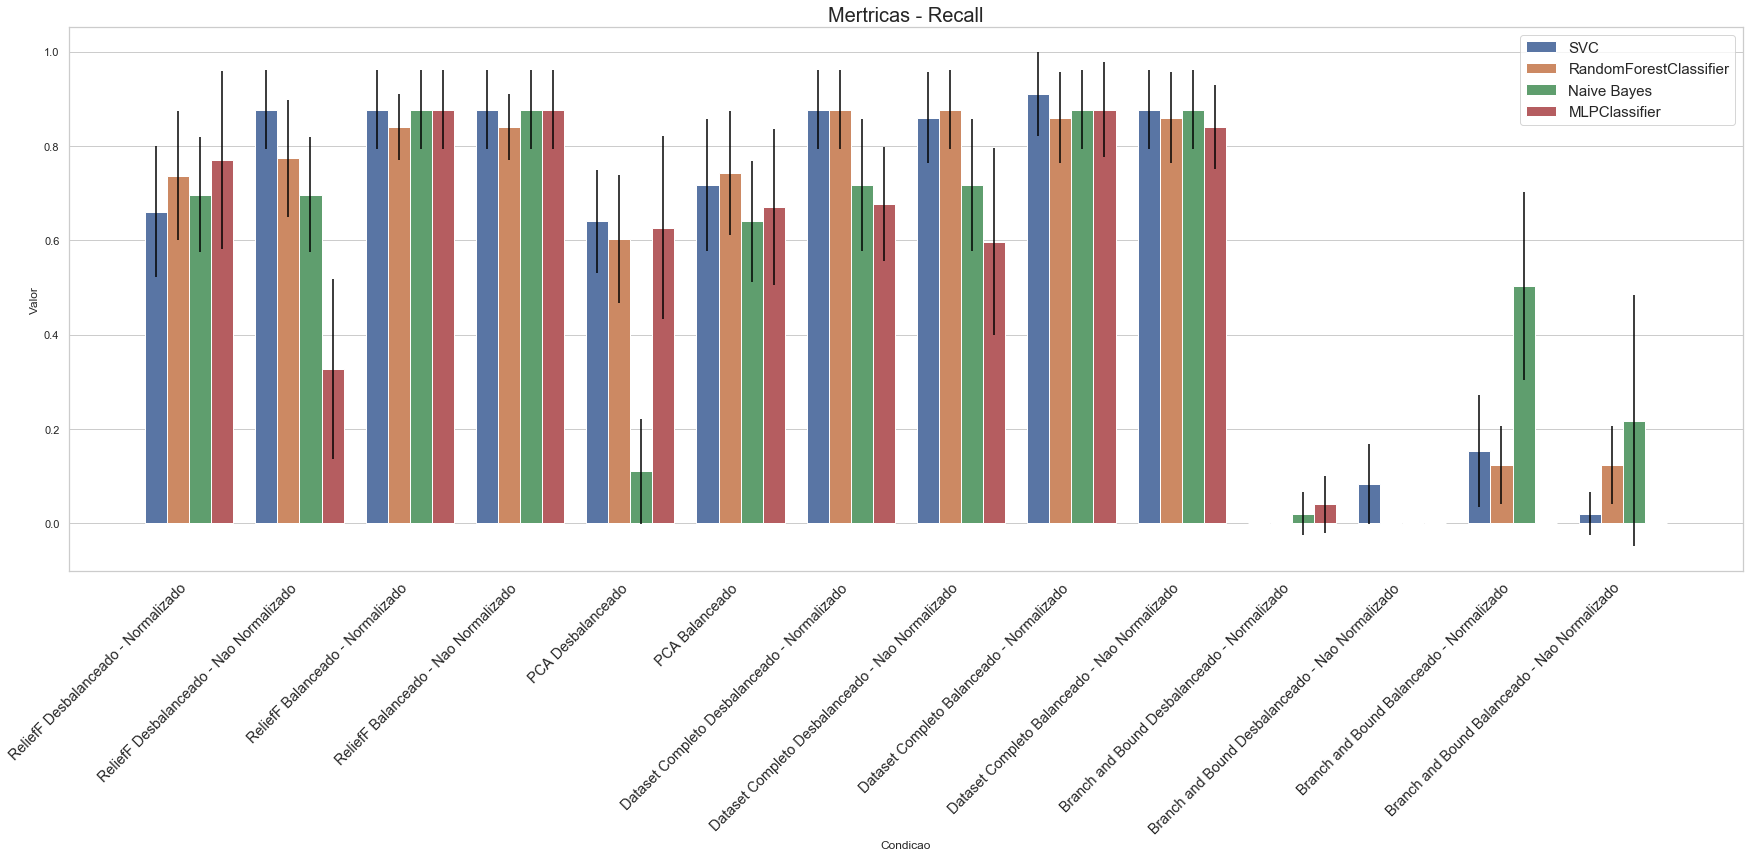 Mertricas - Recall
SVC
RandomForestClassifier
Naive Bayes
MLPClassifier
1.0
0.8
0.6
0.4
0.2
0.0
Valor
ReliefF Desbalanceado - Normalizado
ReliefF Desbalanceado - Nao Normalizado
ReliefF Balanceado - Normalizado
ReliefF Balanceado - Nao Normalizado
PCA Desbalanceado
PCA Balanceado
Dataset Completo Desbalanceado - Normalizado
Dataset Completo Desbalanceado - Nao Normalizado
Dataset Completo Balanceado - Normalizado
Dataset Completo Balanceado - Nao Normalizado
Branch and Bound Desbalanceado - Normalizado
Branch and Bound Desbalanceado - Nao Normalizado
Branch and Bound Balanceado - Normalizado
Branch and Bound Balanceado - Nao Normalizado
Condicao